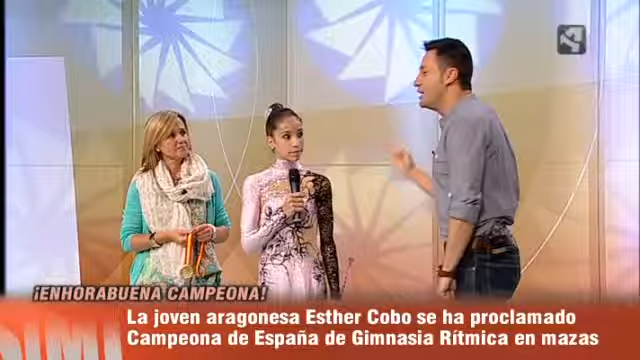 ¡ENHORABUENA CAMPEONA!
La joven aragonesa Esther Cobo se ha proclamado
Campeona de España de Gimnasia Rítmica en mazas